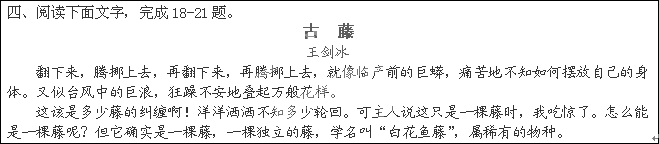 四、阅读下面文字，完成18-21题。
古 藤
王剑冰
翻下来，腾挪上去，再翻下来，再腾挪上去，就像临产前的巨蟒，痛苦地不知如何摆放自己的身
体。又似台风中的巨浪，狂躁不安地叠起万般花样。
这该是多少藤的纠缠啊！洋洋洒洒不知多少轮回。可主人说这只是一棵藤时，我吃惊了。怎么能
是一棵藤呢？但它确实是一棵藤，一棵独立的藤，学名叫“白花鱼藤”，属稀有的物种。